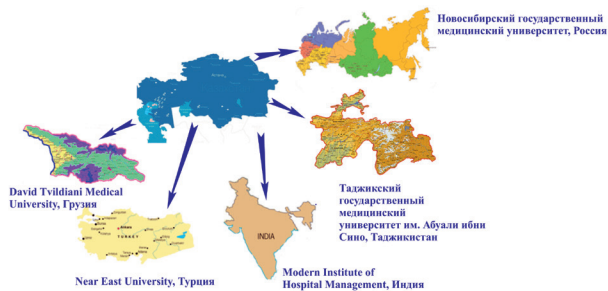 Новосибирский государственный
медицинский университет, Россия
David Tvildiani Medical
University, Грузия
Таджикский
государственный
медицинский
университет им. Абуали ибни
Сино, Таджикистан
TURKEY
INDIA
Near East University, Турция
Modern Institute of
Hospital Management, Индия